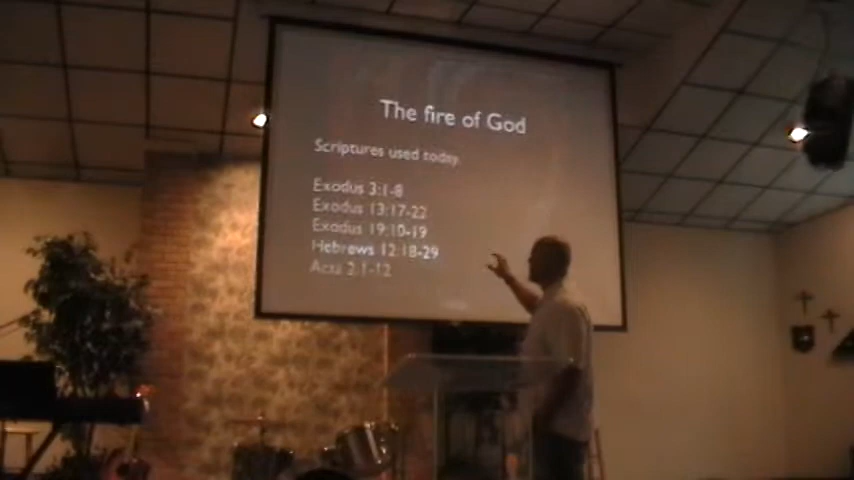 The fire of God
Scriptures used today
Exodus 3:1-8
Exodus 13:17-22
Exodus 19:10-19
Hebrews 12:18-29
Acts 2:1-12